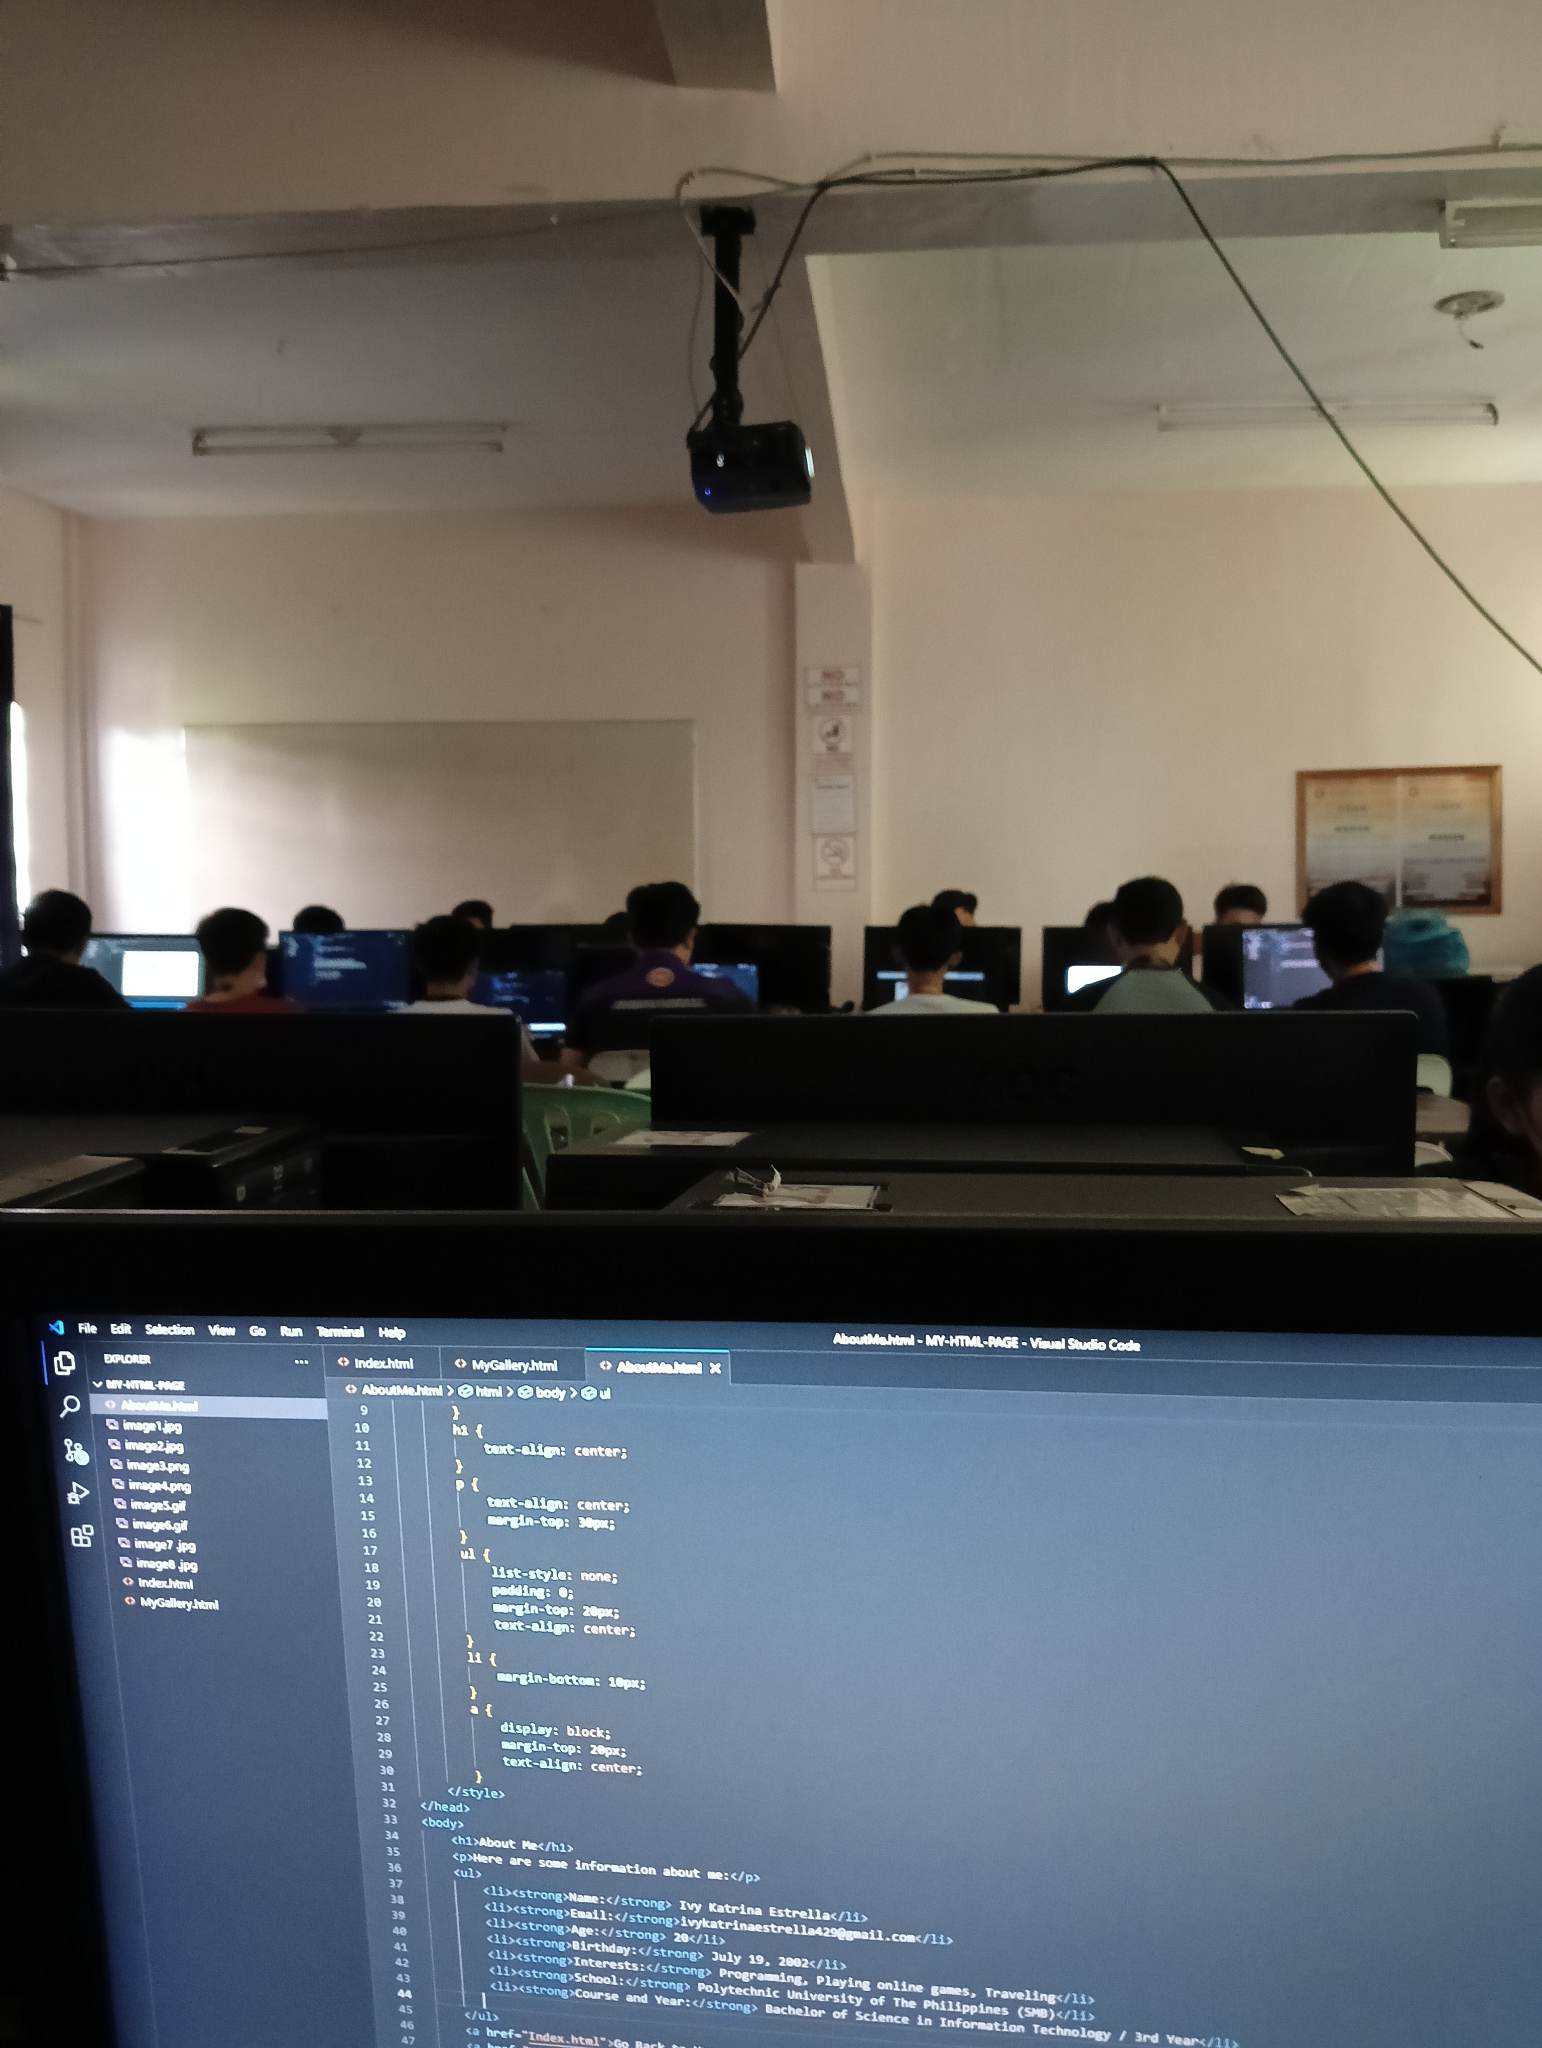 NO
NO
AOC
File Edit Selection View Go Run Terminal Help
AboutMe.html - MY-HTML-PAGE - Visual Studio Code
EXPLORER
MY-HTML-PAGE
AboutMe.html
image1.jpg
image2.jpg
image3.png
image4.png
image5.gif
image6.gif
image7 .jpg
image8 .jpg
Index.html
MyGallery.html
Index.html MyGallery.html AboutMe.html
AboutMe.html > html > body > ul
9 }
10 h1 {
11 text-align: center;
12 }
13 p {
14 text-align: center;
15 margin-top: 30px;
16 }
17 ul {
18 list-style: none;
19 padding: 0;
20 margin-top: 20px;
21 text-align: center;
22 }
23 li {
24 margin-bottom: 10px;
25 }
26 a {
27 display: block;
28 margin-top: 20px;
29 text-align: center;
30 }
31 </style>
32 </head>
33 <body>
34 <h1>About Me</h1>
35 <p>Here are some information about me:</p>
36 <ul>
37 <li><strong>Name:</strong> Ivy Katrina Estrella</li>
38 <li><strong>Email:</strong>ivykatrinaestrella429@gmail.com</li>
39 <li><strong>Age:</strong> 20</li>
40 <li><strong>Birthday:</strong> July 19, 2002</li>
41 <li><strong>Interests:</strong> Programming, Playing online games, Traveling</li>
42 <li><strong>School:</strong> Polytechnic University of The Philippines (SMB)</li>
43 <li><strong>Course and Year:</strong> Bachelor of Science in Information Technology / 3rd Year</li>
44
45 </ul>
46 <a href="Index.html">Go Back to
47 <a href=